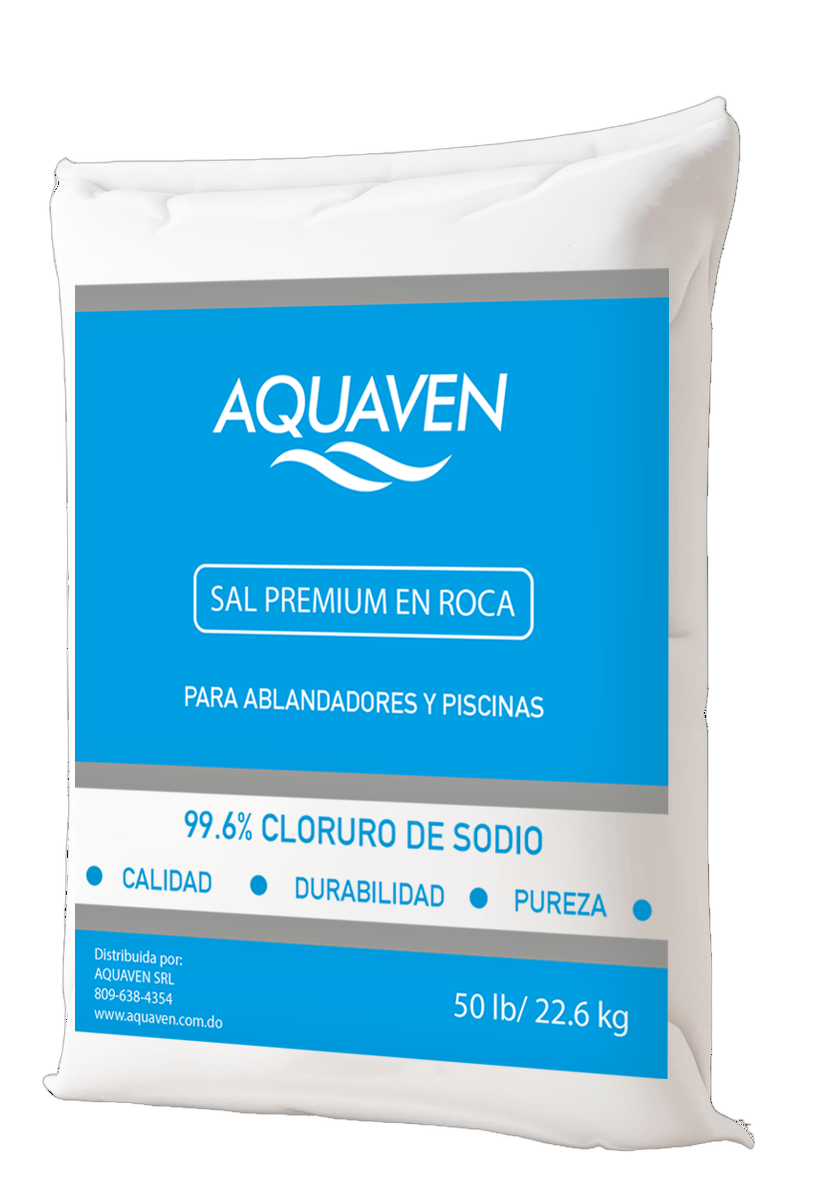 AQUAVEN
SAL PREMIUM EN ROCA
PARA ABLANDADORES Y PISCINAS
99.6% CLORURO DE SODIO
● CALIDAD ● DURABILIDAD ● PUREZA ●
Distribuida por:
AQUAVEN SRL
809-638-4354
www.aquaven.com.do
50 lb/ 22.6 kg